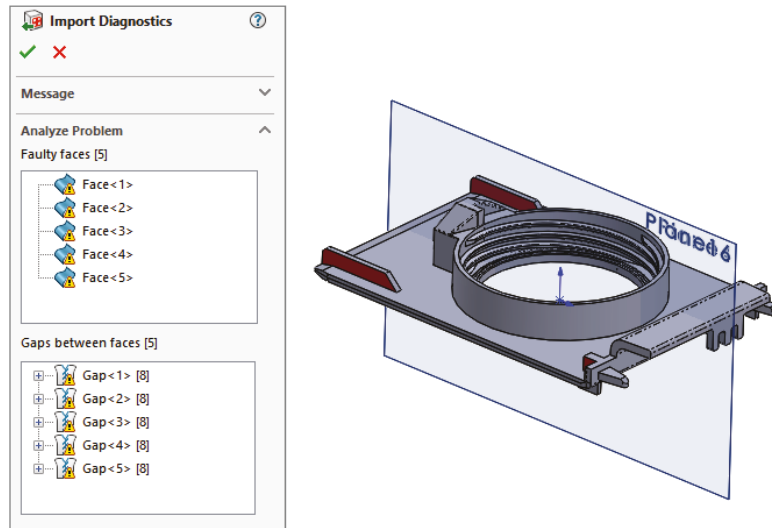 Import Diagnostics
Message
Analyze Problem
Faulty faces [5]
Face<1>
Face<2>
Face<3>
Face<4>
Face<5>
Gaps between faces [5]
Gap<1> [8]
Gap<2> [8]
Gap<3> [8]
Gap<4> [8]
Gap<5> [8]